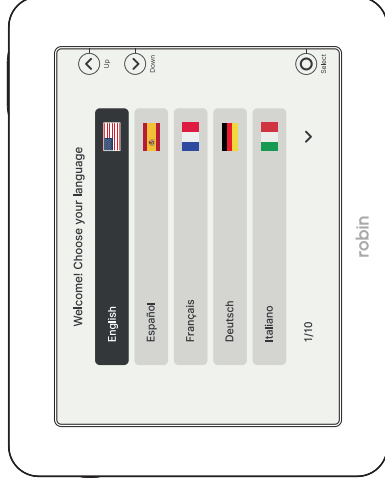 Welcome! Choose your language
English
Español
Français
Deutsch
Italiano
1/10
Up
Down
Select
robin